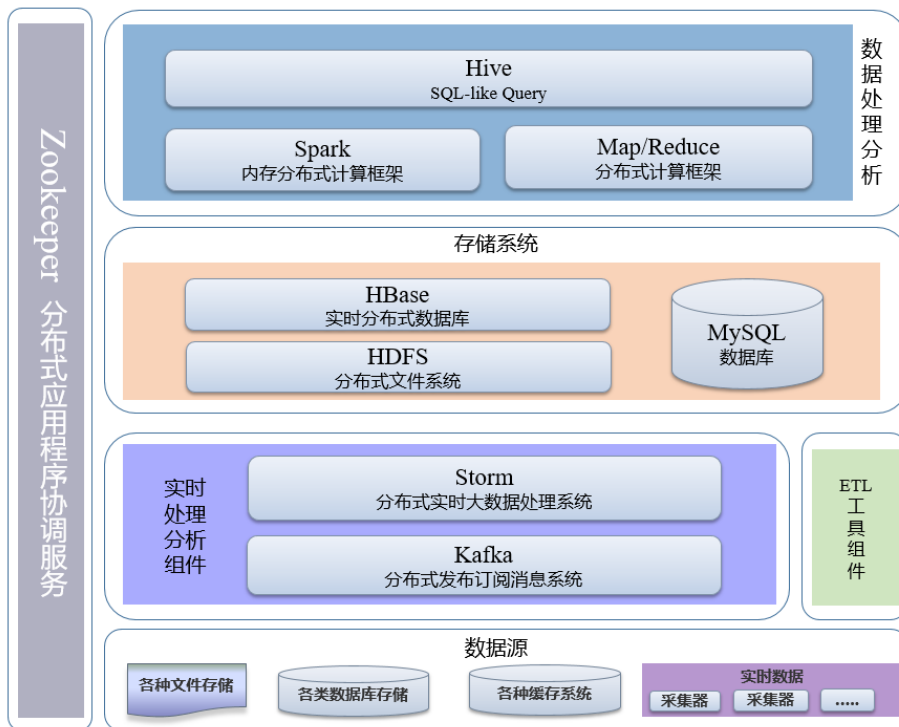 Zookeeper 分布式应用程序协调服务
数据处理分析
Hive
SQL-like Query
Spark
内存分布式计算框架
Map/Reduce
分布式计算框架
存储系统
HBase
实时分布式数据库
HDFS
分布式文件系统
MySQL
数据库
实时
处理
分析
组件
Storm
分布式实时大数据处理系统
Kafka
分布式发布订阅消息系统
ETL
工
具
组
件
数据源
各种文件存储
各类数据库存储
各种缓存系统
实时数据
采集器
采集器
.....